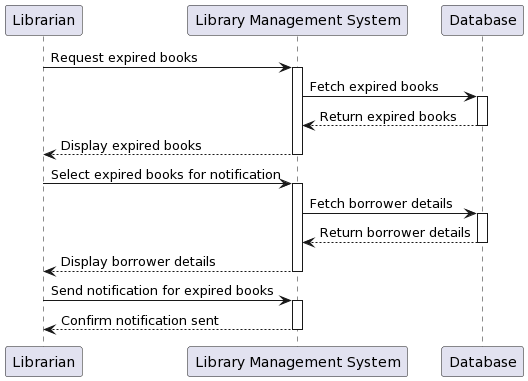 Librarian
Library Management System
Database
Request expired books
Fetch expired books
Return expired books
Display expired books
Select expired books for notification
Fetch borrower details
Return borrower details
Display borrower details
Send notification for expired books
Confirm notification sent
Librarian
Library Management System
Database